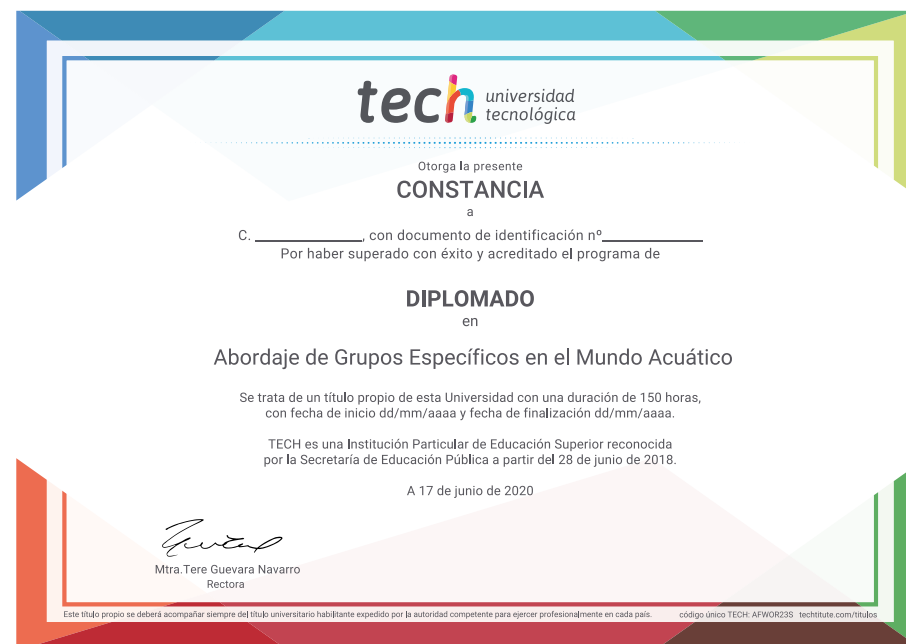 tech universidad
tecnológica
Otorga la presente
CONSTANCIA
a
C. ____________, con documento de identificación nº____________
Por haber superado con éxito y acreditado el programa de
DIPLOMADO
en
Abordaje de Grupos Específicos en el Mundo Acuático
Se trata de un título propio de esta Universidad con una duración de 150 horas,
con fecha de inicio dd/mm/aaaa y fecha de finalización dd/mm/aaaa.
TECH es una Institución Particular de Educación Superior reconocida
por la Secretaría de Educación Pública a partir del 28 de junio de 2018.
A 17 de junio de 2020
Mtra.Tere Guevara Navarro
Rectora
Este título propio se deberá acompañar siempre del título universitario habilitante expedido por la autoridad competente para ejercer profesionalmente en cada país. código único TECH: AFWOR23S techtitute.com/titulos